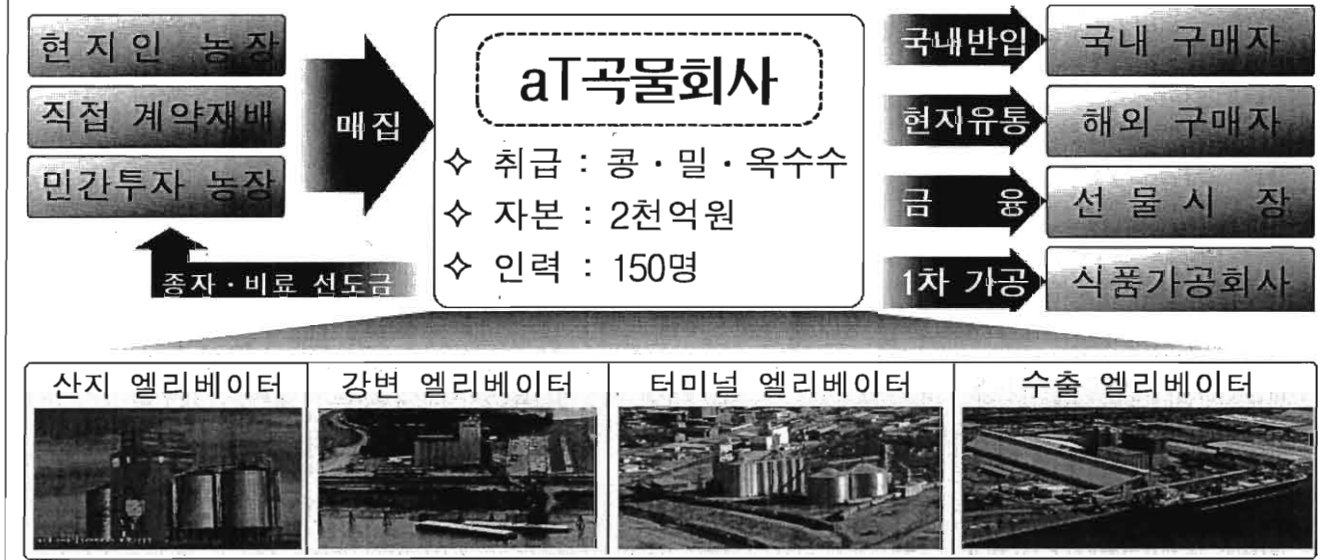 현지인 농장
직접 계약재배
민간투자 농장
매집
종자·비료 선도금
aT곡물회사
✧ 취급 : 콩·밀·옥수수
✧ 자본 : 2천억원
✧ 인력 : 150명
국내반입
국내 구매자
현지유통
해외 구매자
금 융
선물시장
1차 가공
식품가공회사
산지 엘리베이터
강변 엘리베이터
터미널 엘리베이터
수출 엘리베이터